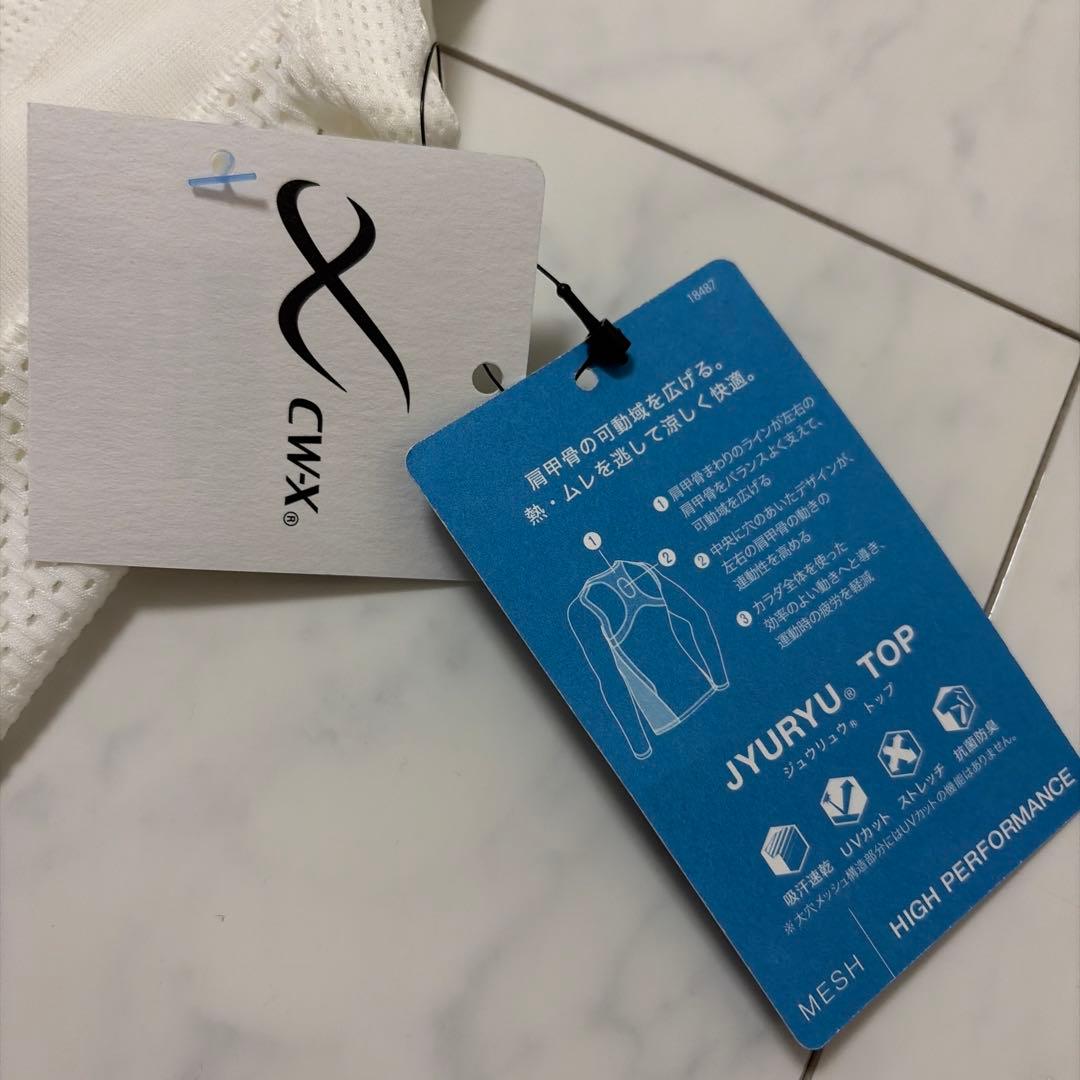 CW-X®
18487
肩甲骨の可動域を広げる。
熱・ムレを逃して涼しく快適。
1 肩甲骨まわりのラインが左右の
肩甲骨をバランスよく支えて、
可動域を広げる
2 中央に穴のあいたデザインが、
左右の肩甲骨の動きの
連動性を高める
3 カラダ全体を使った
効率のよい動きへと導き、
運動時の疲労を軽減
1
2
JYURYU® TOP
ジュウリュウ® トップ
吸汗速乾 UVカット ストレッチ 抗菌防臭
※大穴メッシュ構造部分にはUVカットの機能はありません。
MESH
HIGH PERFORMANCE